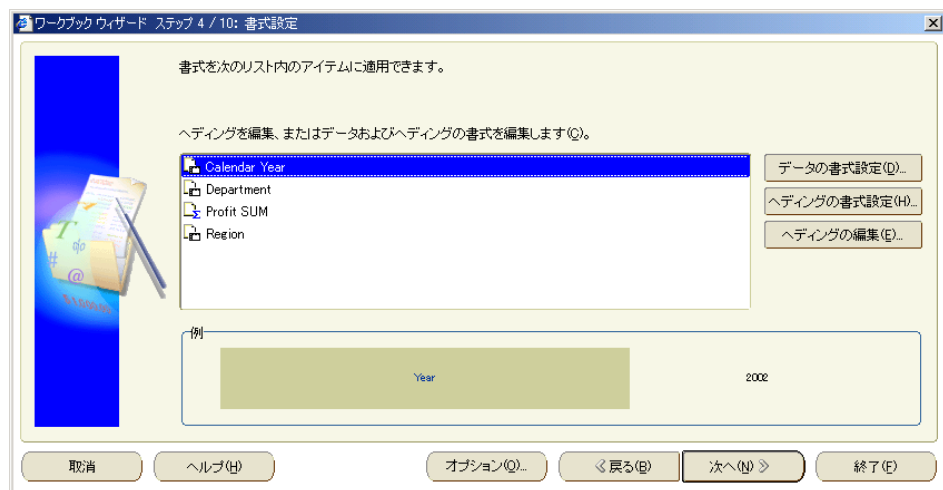 ワークブック ウィザード ステップ 4 / 10: 書式設定
書式を次のリスト内のアイテムに適用できます。
ヘディングを編集、またはデータおよびヘディングの書式を編集します(C)。
Calendar Year
Department
Profit SUM
Region
データの書式設定(D)...
ヘディングの書式設定(H)...
ヘディングの編集(E)...
例
Year 2002
取消 ヘルプ(H) オプション(O)... 戻る(B) 次へ(N) 終了(F)